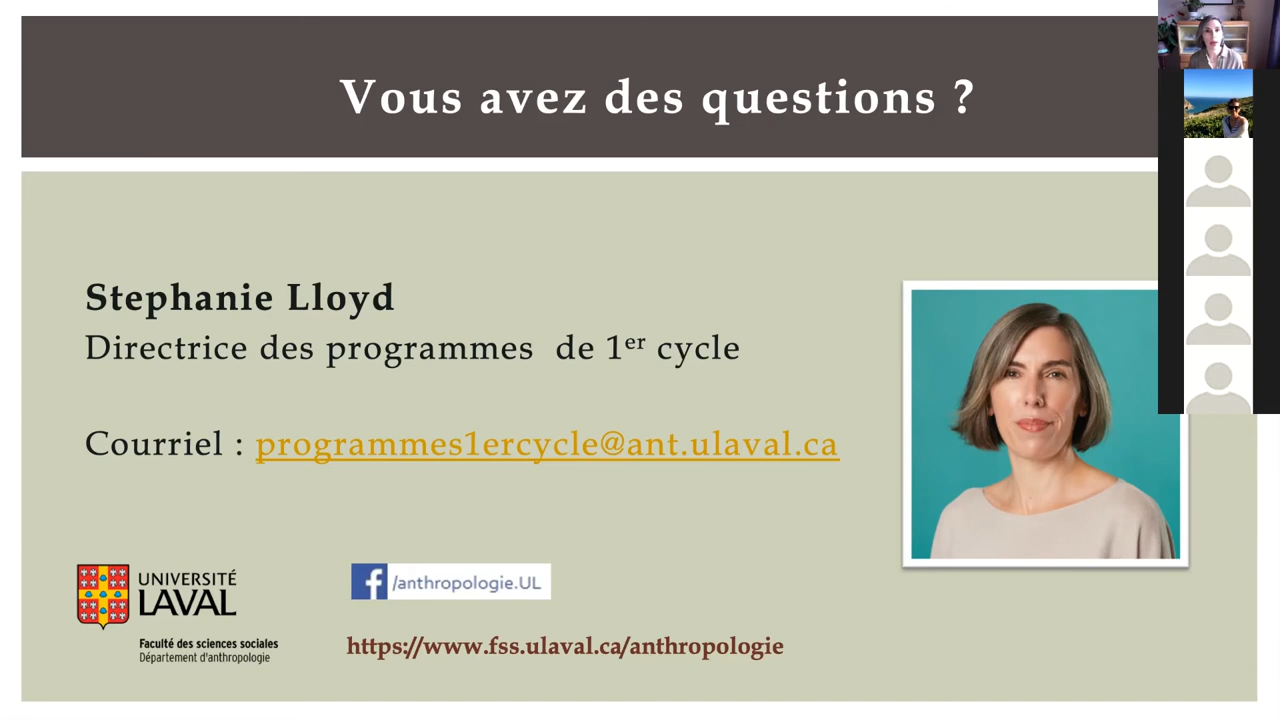 Vous avez des questions ?
Stephanie Lloyd
Directrice des programmes de 1er cycle
Courriel : programmes1ercycle@ant.ulaval.ca
UNIVERSITÉ
LAVAL
Faculté des sciences sociales
Département d'anthropologie
f /anthropologie.UL
https://www.fss.ulaval.ca/anthropologie